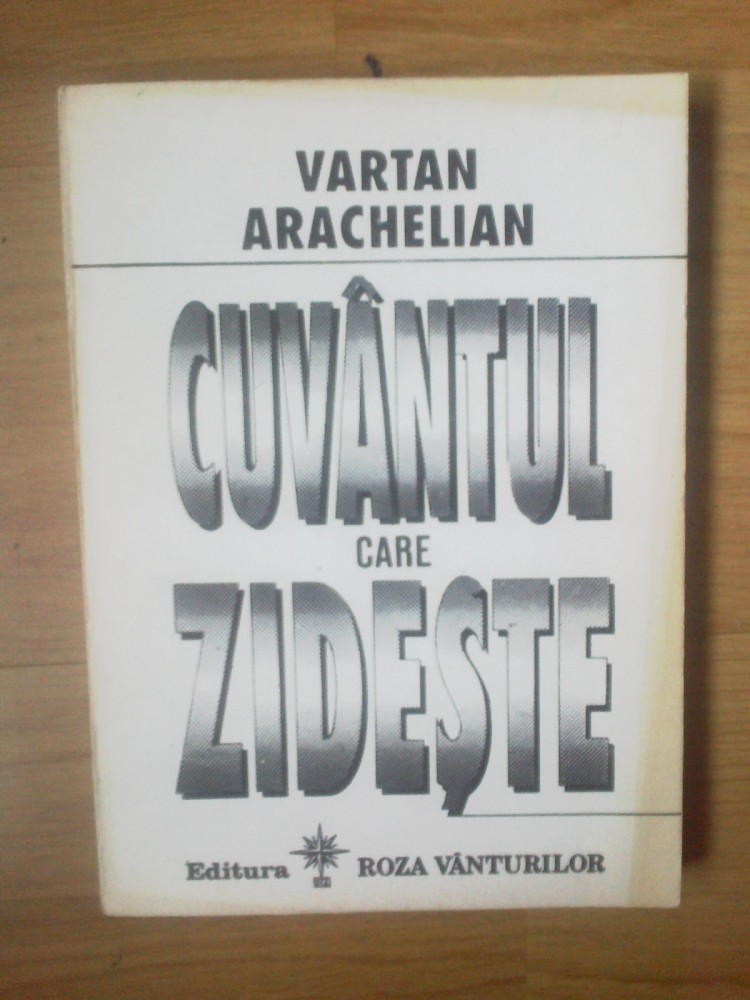 VARTAN
ARACHELIAN
CUVÂNTUL
CARE
ZIDEȘTE
Editura ROZA VÂNTURILOR